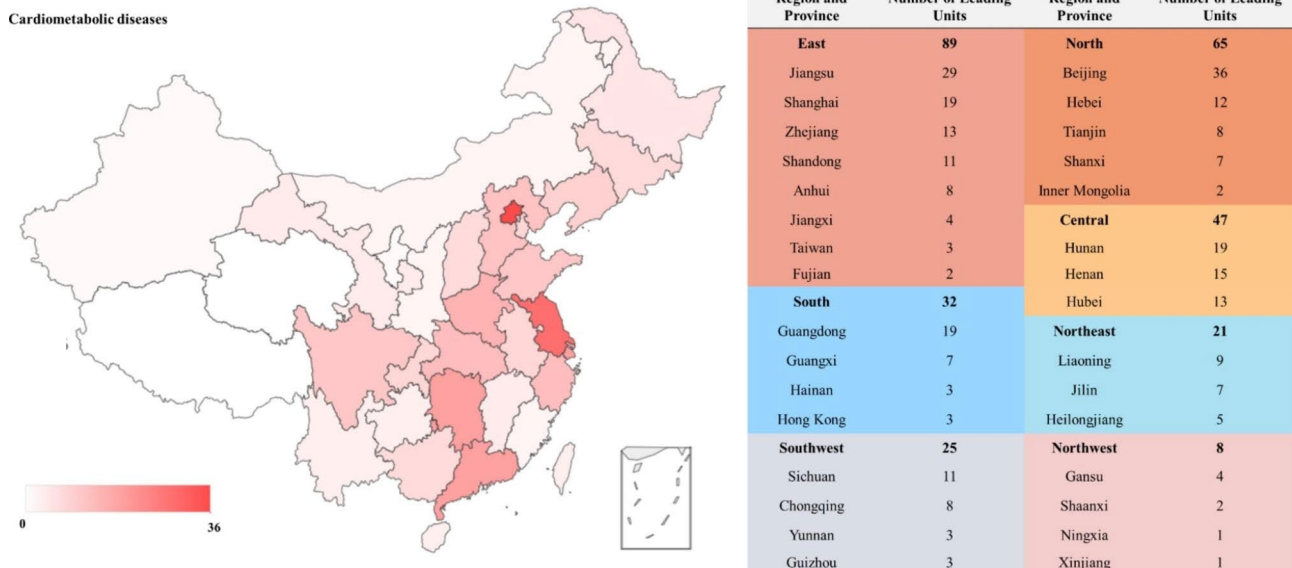 Cardiometabolic diseases
0
36
Region and Province Number of Leading Units Region and Province Number of Leading Units
East 89 North 65
Jiangsu 29 Beijing 36
Shanghai 19 Hebei 12
Zhejiang 13 Tianjin 8
Shandong 11 Shanxi 7
Anhui 8 Inner Mongolia 2
Jiangxi 4 Central 47
Taiwan 3 Hunan 19
Fujian 2 Henan 15
South 32 Hubei 13
Guangdong 19 Northeast 21
Guangxi 7 Liaoning 9
Hainan 3 Jilin 7
Hong Kong 3 Heilongjiang 5
Southwest 25 Northwest 8
Sichuan 11 Gansu 4
Chongqing 8 Shaanxi 2
Yunnan 3 Ningxia 1
Guizhou 3 Xinjiang 1